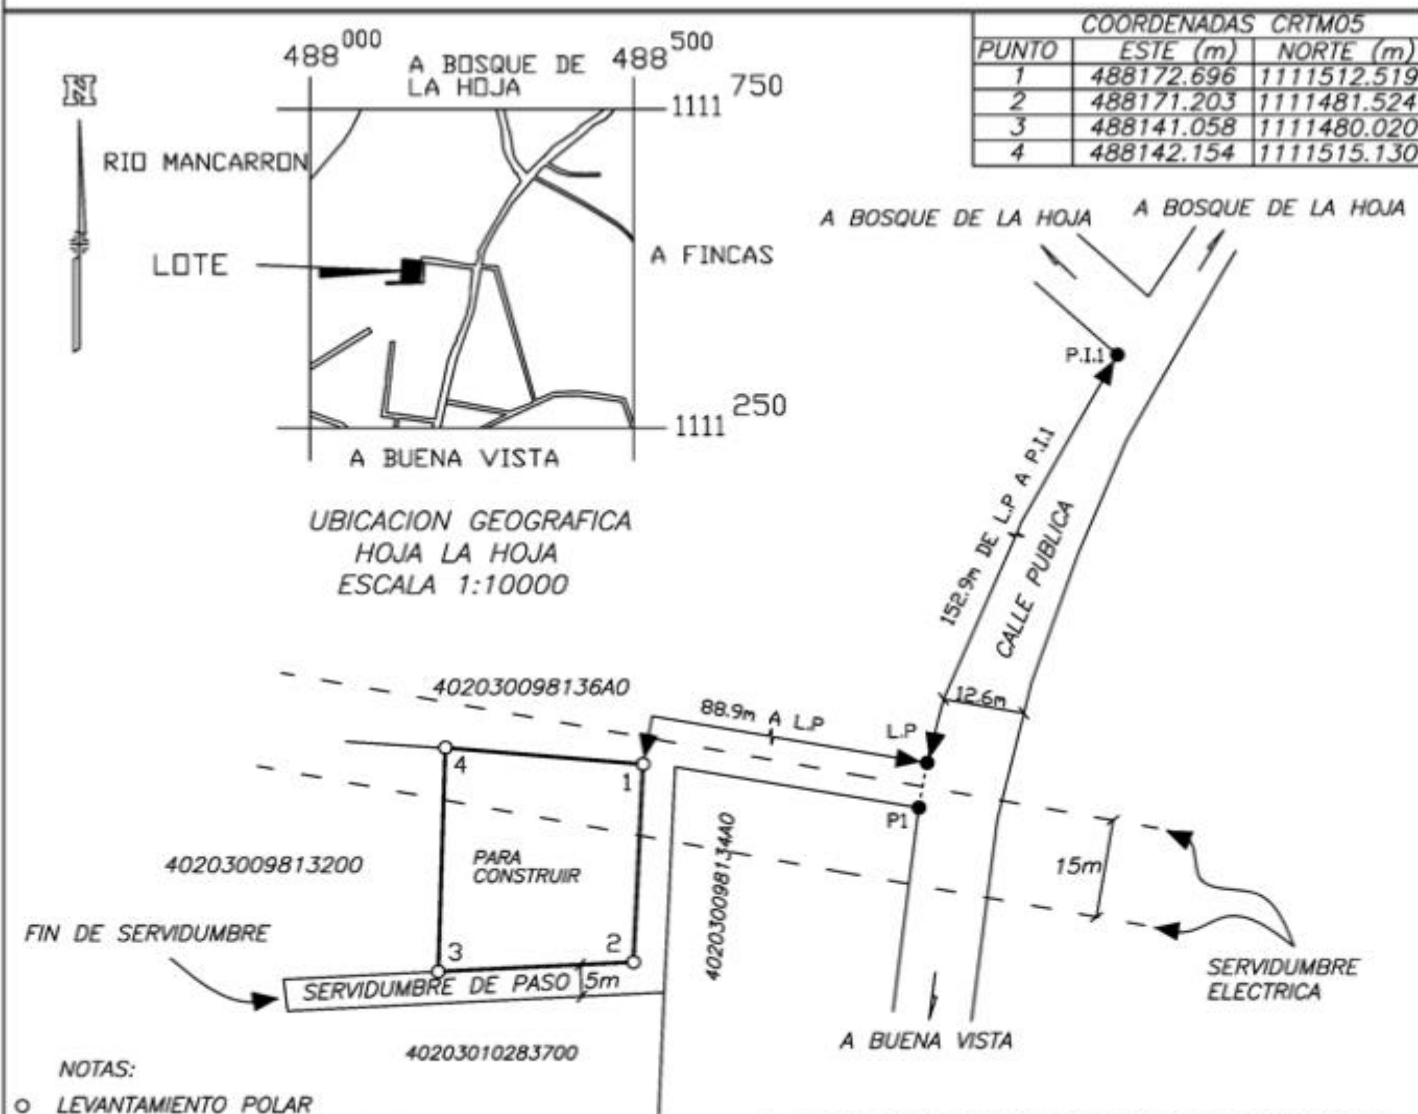 COORDENADAS CRTM05
PUNTO ESTE (m) NORTE (m)
1 488172.696 1111512.519
2 488171.203 1111481.524
3 488141.058 1111480.020
4 488142.154 1111515.130
488 000
A BOSQUE DE
LA HOJA
488 500
1111 750
N
RIO MANCARRON
LOTE
A FINCAS
1111 250
A BUENA VISTA
UBICACION GEOGRAFICA
HOJA LA HOJA
ESCALA 1:10000
A BOSQUE DE LA HOJA
A BOSQUE DE LA HOJA
P.I.1
152.9m DE L.P A P.I.1
CALLE PUBLICA
12.6m
402030098136A0
88.9m A L.P
L.P
P1
4
1
PARA
CONSTRUIR
40203009813200
402030098134A0
15m
FIN DE SERVIDUMBRE
3
2
SERVIDUMBRE DE PASO
5m
SERVIDUMBRE
ELECTRICA
A BUENA VISTA
40203010283700
NOTAS:
LEVANTAMIENTO POLAR